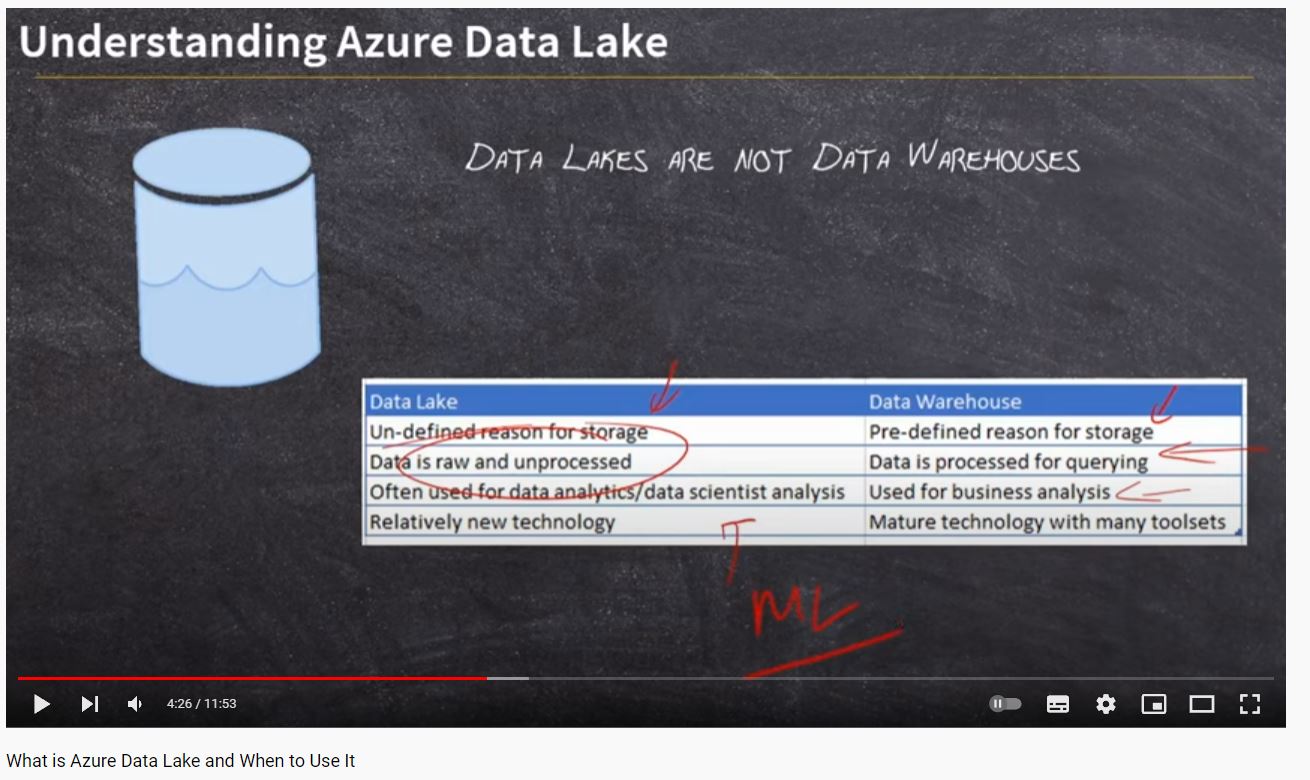 Understanding Azure Data Lake
DATA LAKES ARE NOT DATA WAREHOUSES
Data Lake Data Warehouse
Un-defined reason for storage Pre-defined reason for storage
Data is raw and unprocessed Data is processed for querying
Often used for data analytics/data scientist analysis Used for business analysis
Relatively new technology Mature technology with many toolsets
ML
4:26 / 11:53
What is Azure Data Lake and When to Use It